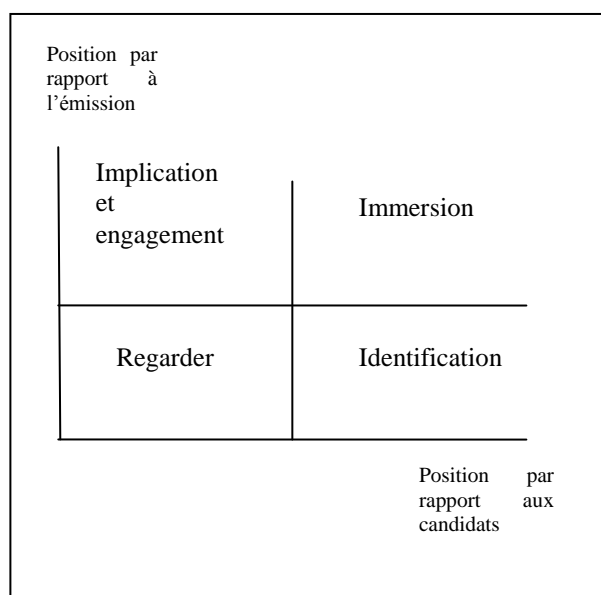 Position par
rapport à
l’émission
Implication
et
engagement
Immersion
Regarder
Identification
Position par
rapport aux
candidats